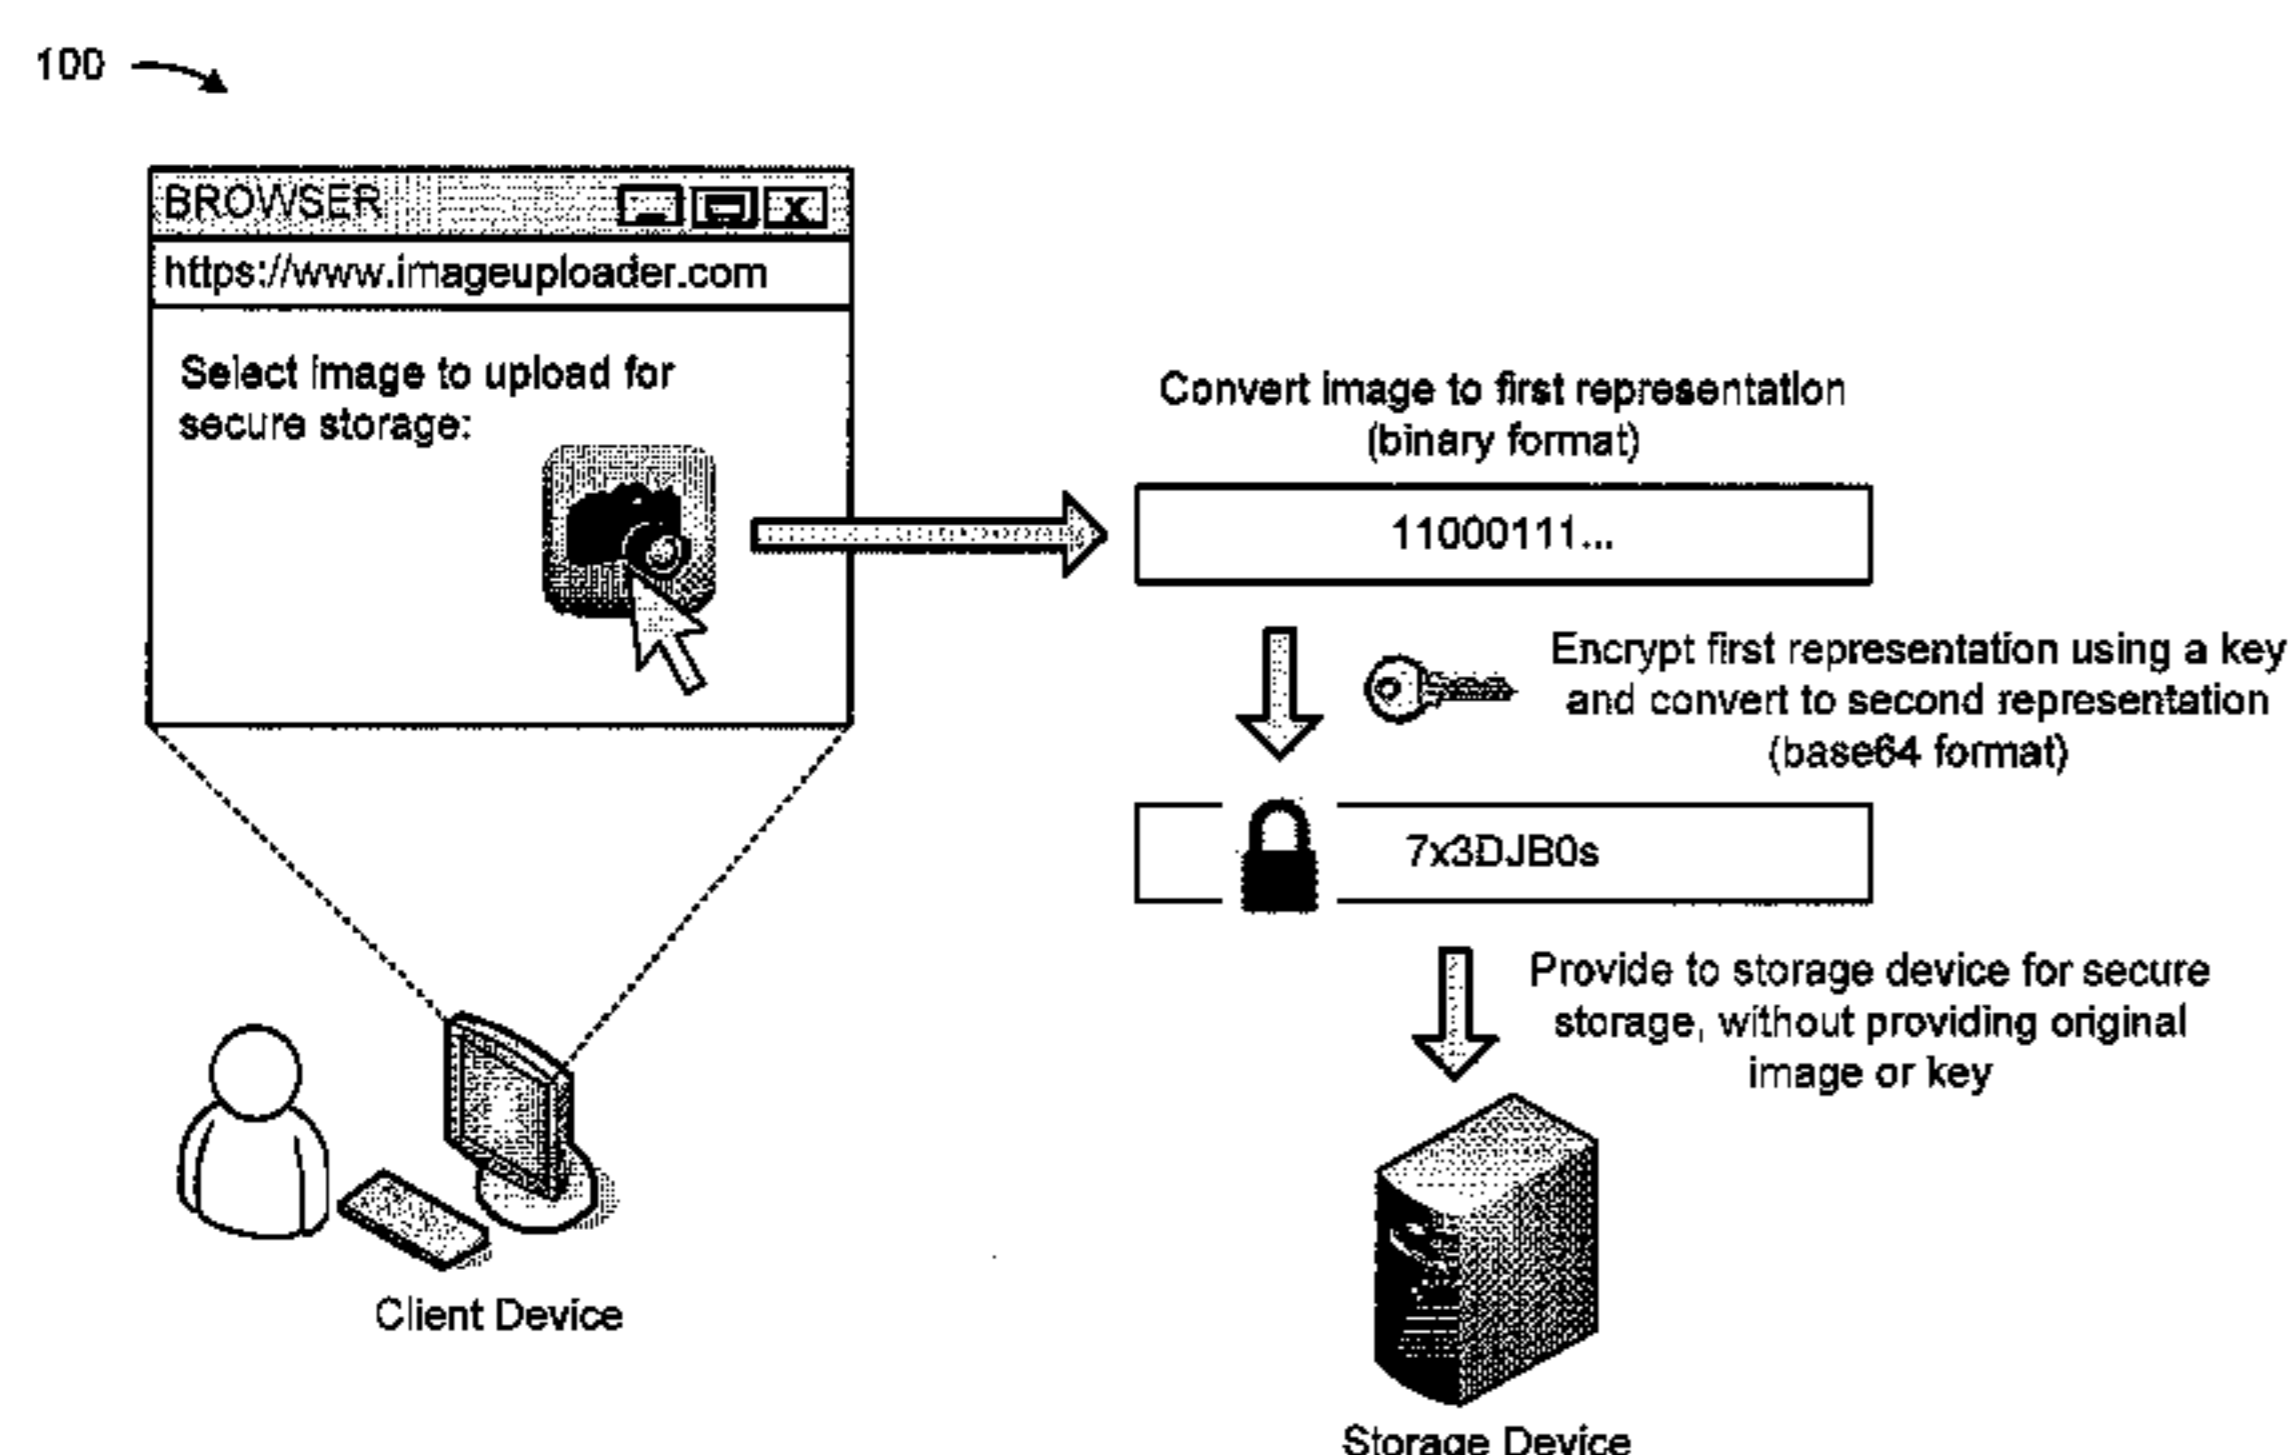 100
BROWSER
X
https://www.imageuploader.com
Select image to upload for
secure storage:
Convert image to first representation
(binary format)
11000111...
Encrypt first representation using a key
and convert to second representation
(base64 format)
7x3DJB0s
Provide to storage device for secure
storage, without providing original
image or key
Client Device
Storage Device